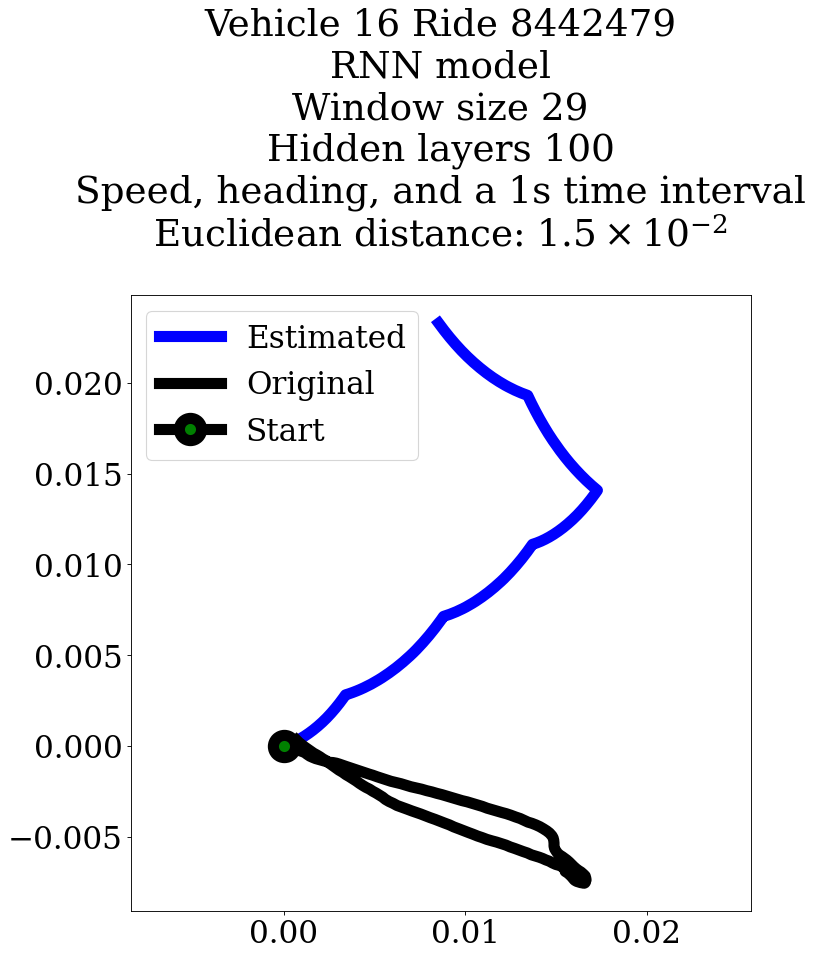 Vehicle 16 Ride 8442479
RNN model
Window size 29
Hidden layers 100
Speed, heading, and a 1s time interval
Euclidean distance: 1.5 × 10⁻²
Estimated
Original
Start
0.020
0.015
0.010
0.005
0.000
−0.005
0.00 0.01 0.02